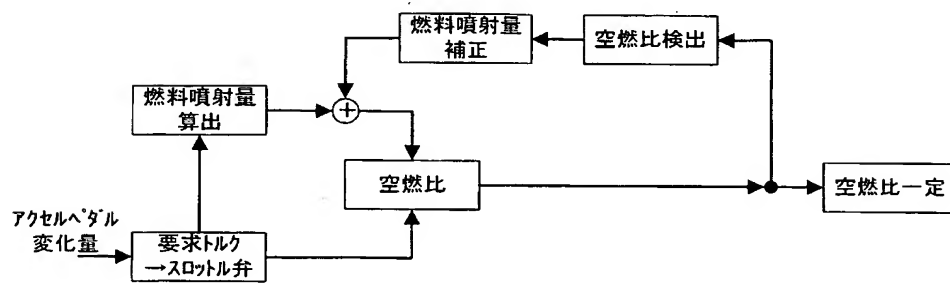 燃料噴射量
補正
空燃比検出
燃料噴射量
算出
＋
空燃比
空燃比一定
アクセルペダル
変化量
要求トルク
→スロットル弁